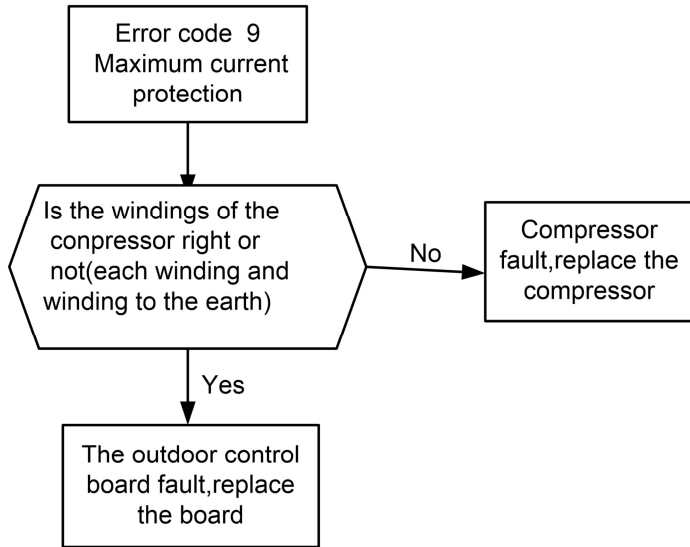 Error code 9
Maximum current
protection
Is the windings of the
conpressor right or
not(each winding and
winding to the earth)
No
Compressor
fault,replace the
compressor
Yes
The outdoor control
board fault,replace
the board